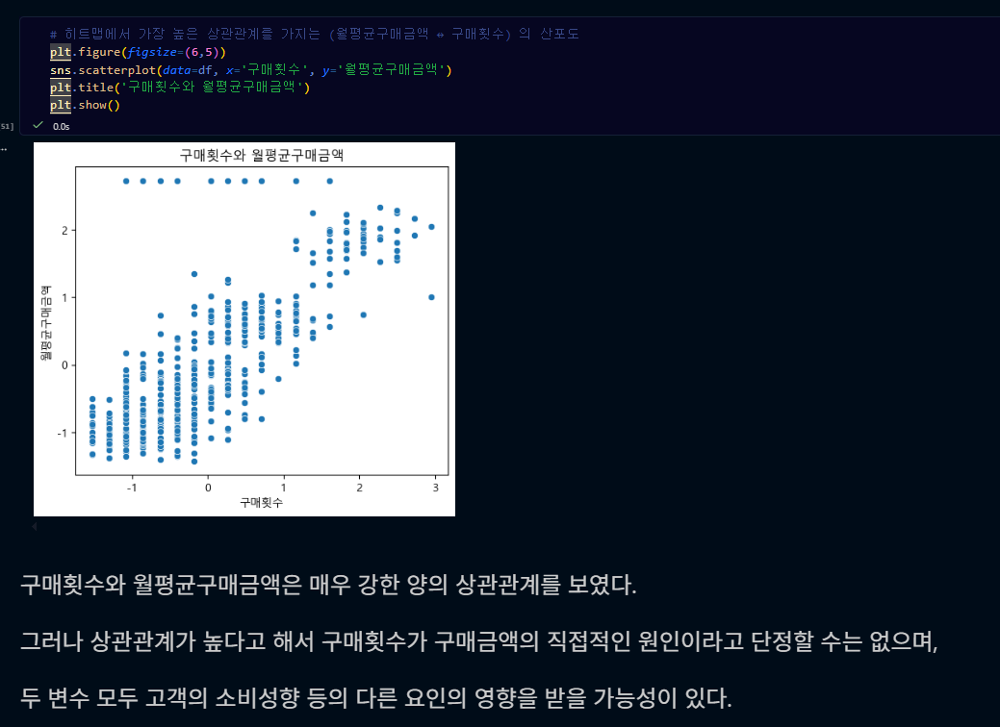 # 히트맵에서 가장 높은 상관관계를 가지는 (월평균구매금액 ↔ 구매횟수) 의 산포도
plt.figure(figsize=(6,5))
sns.scatterplot(data=df, x='구매횟수', y='월평균구매금액')
plt.title('구매횟수와 월평균구매금액')
plt.show()
51]
0.0s
구매횟수와 월평균구매금액
2
1
0
-1
월평균구매금액
-1 0 1 2 3
구매횟수
구매횟수와 월평균구매금액은 매우 강한 양의 상관관계를 보였다.
그러나 상관관계가 높다고 해서 구매횟수가 구매금액의 직접적인 원인이라고 단정할 수는 없으며,
두 변수 모두 고객의 소비성향 등의 다른 요인의 영향을 받을 가능성이 있다.